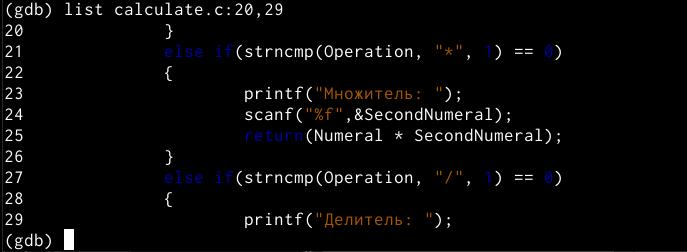 (gdb) list calculate.c:20,29
20 }
21 else if(strncmp(Operation, "*", 1) == 0)
22 {
23 printf("Множитель: ");
24 scanf("%f",&SecondNumeral);
25 return(Numeral * SecondNumeral);
26 }
27 else if(strncmp(Operation, "/", 1) == 0)
28 {
29 printf("Делитель: ");
(gdb)